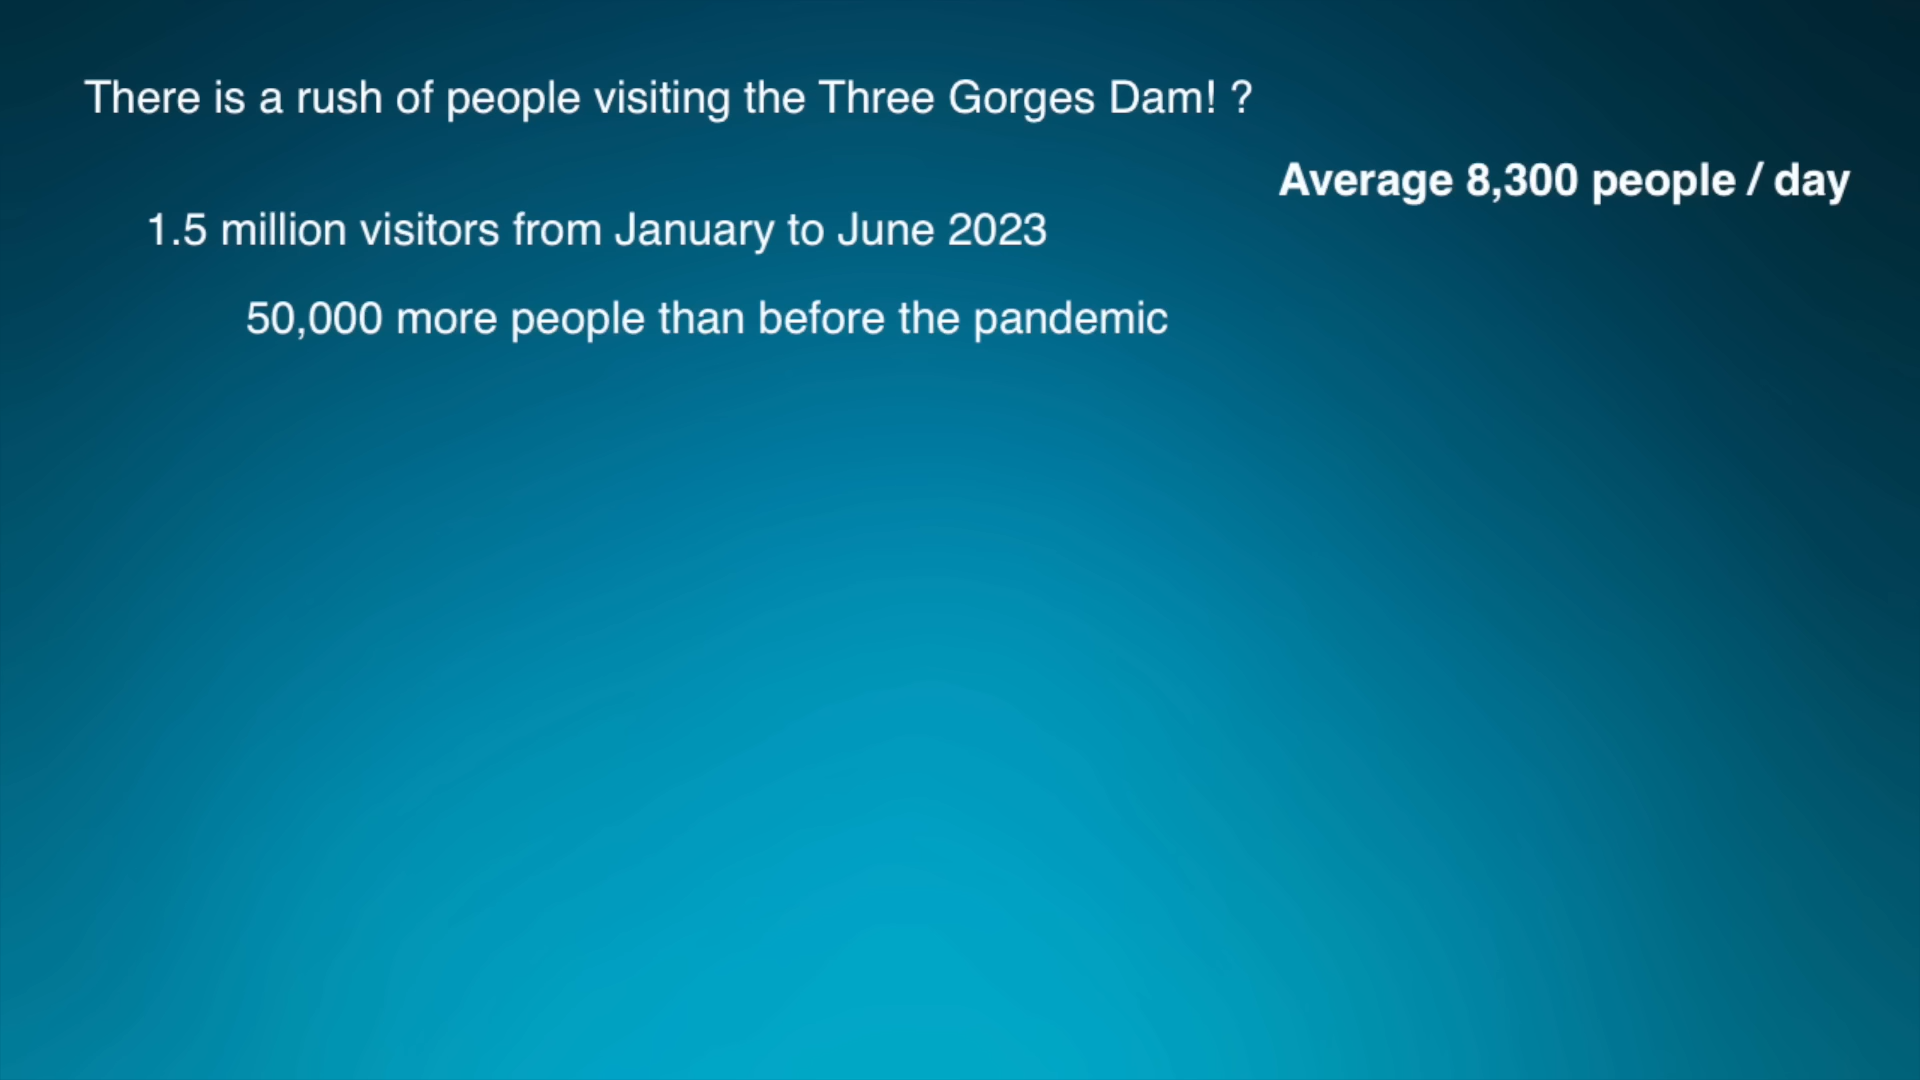 There is a rush of people visiting the Three Gorges Dam! ?
Average 8,300 people / day
1.5 million visitors from January to June 2023
50,000 more people than before the pandemic